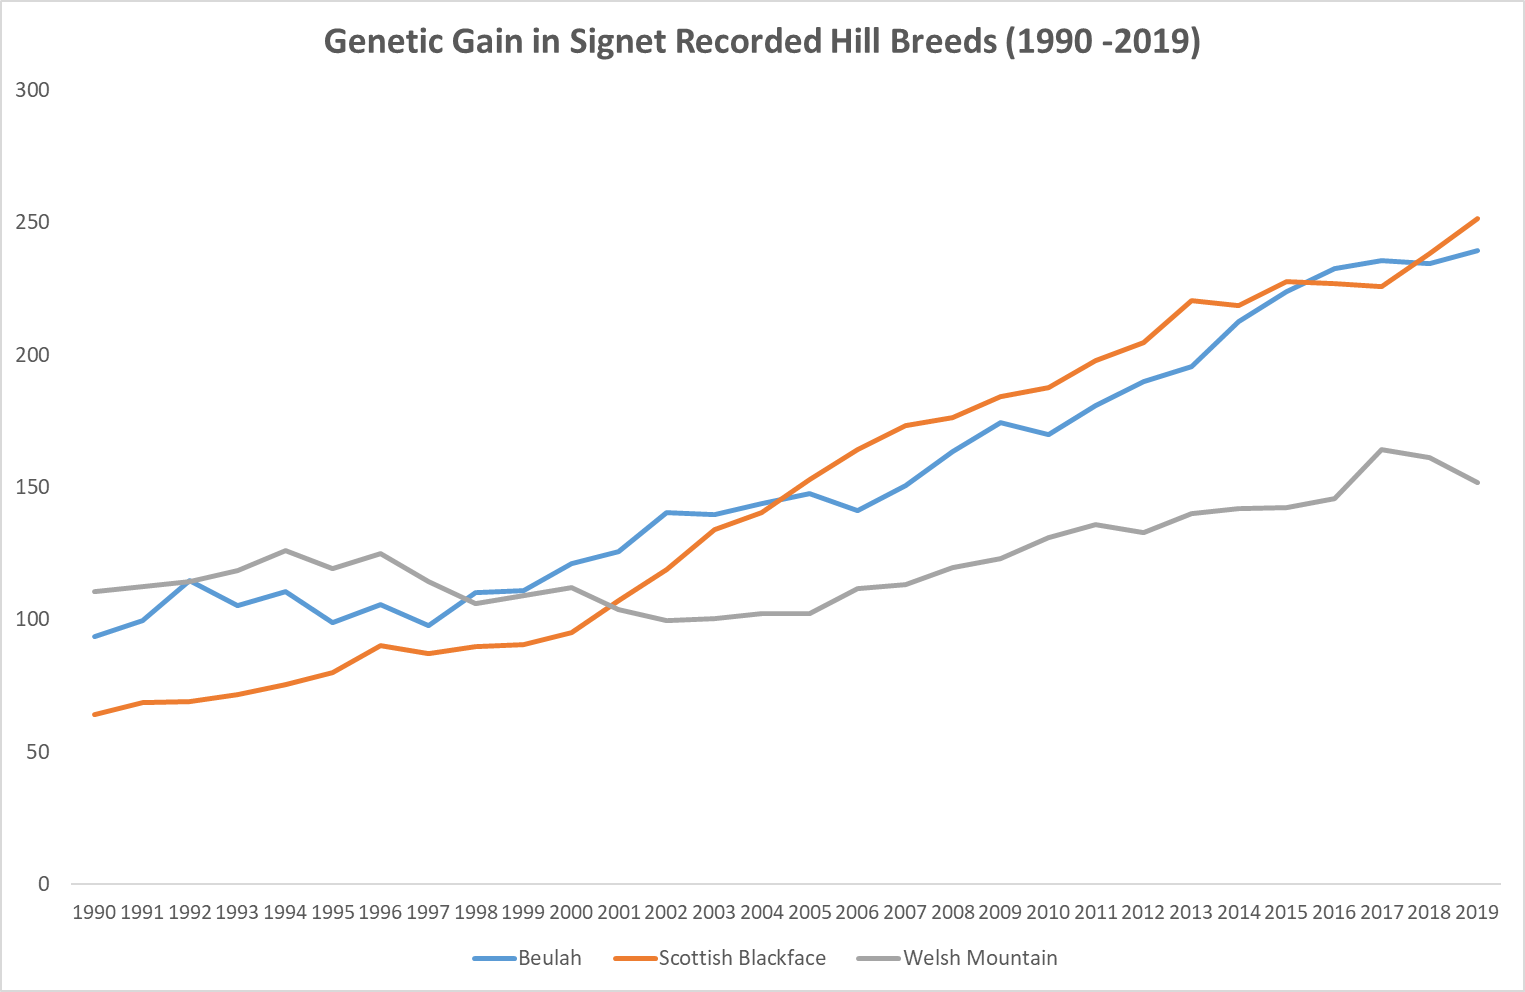 Genetic Gain in Signet Recorded Hill Breeds (1990 -2019)
300
250
200
150
100
50
0
1990 1991 1992 1993 1994 1995 1996 1997 1998 1999 2000 2001 2002 2003 2004 2005 2006 2007 2008 2009 2010 2011 2012 2013 2014 2015 2016 2017 2018 2019
Beulah Scottish Blackface Welsh Mountain